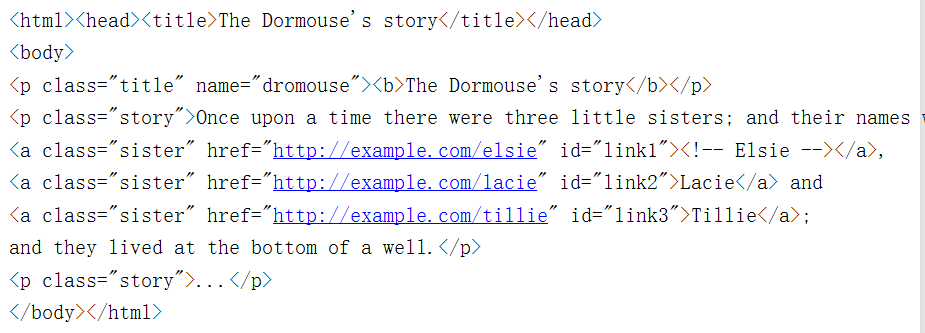 <html><head><title>The Dormouse's story</title></head>
<body>
<p class="title" name="dromouse"><b>The Dormouse's story</b></p>
<p class="story">Once upon a time there were three little sisters; and their names
<a class="sister" href="http://example.com/elsie" id="link1"><!-- Elsie --></a>,
<a class="sister" href="http://example.com/lacie" id="link2">Lacie</a> and
<a class="sister" href="http://example.com/tillie" id="link3">Tillie</a>;
and they lived at the bottom of a well.</p>
<p class="story">...</p>
</body></html>